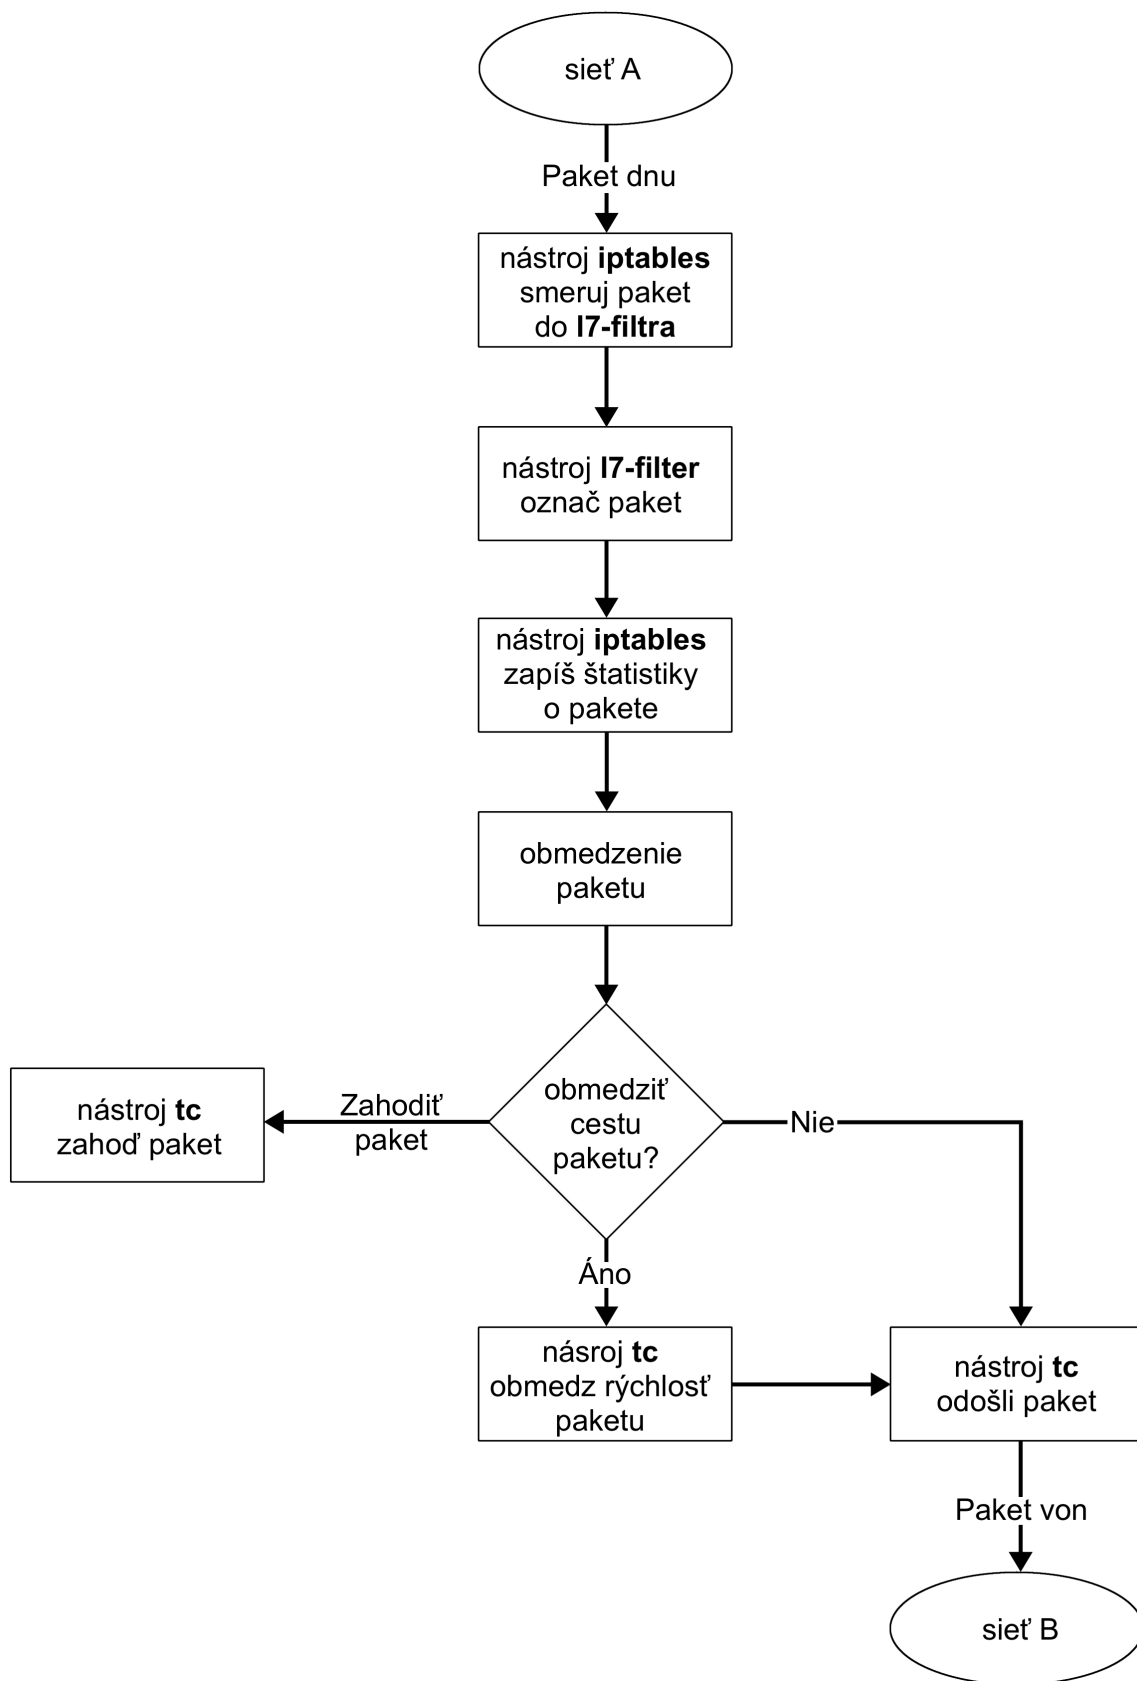 sieť A
Paket dnu
nástroj iptables
smeruj paket
do l7-filtra
nástroj l7-filter
označ paket
nástroj iptables
zapíš štatistiky
o pakete
obmedzenie
paketu
obmedziť
cestu
paketu?
Zahodiť
paket
nástroj tc
zahoď paket
Nie
Áno
násroj tc
obmedz rýchlosť
paketu
nástroj tc
odošli paket
Paket von
sieť B